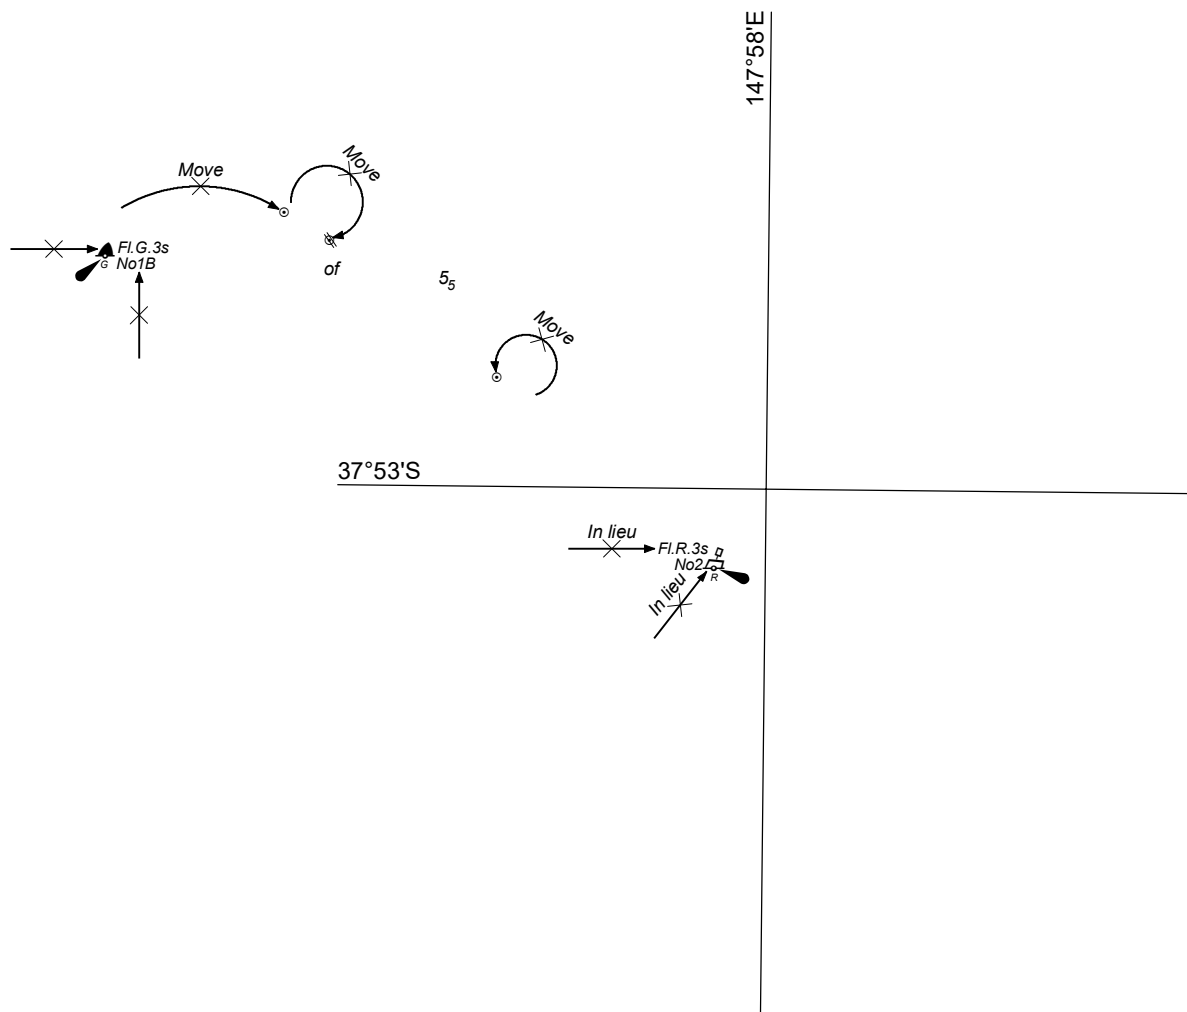 147°58'E
Move
Move
Fl.G.3s
No1B
G
of
5₅
Move
37°53'S
In lieu
Fl.R.3s
No2
R
In lieu